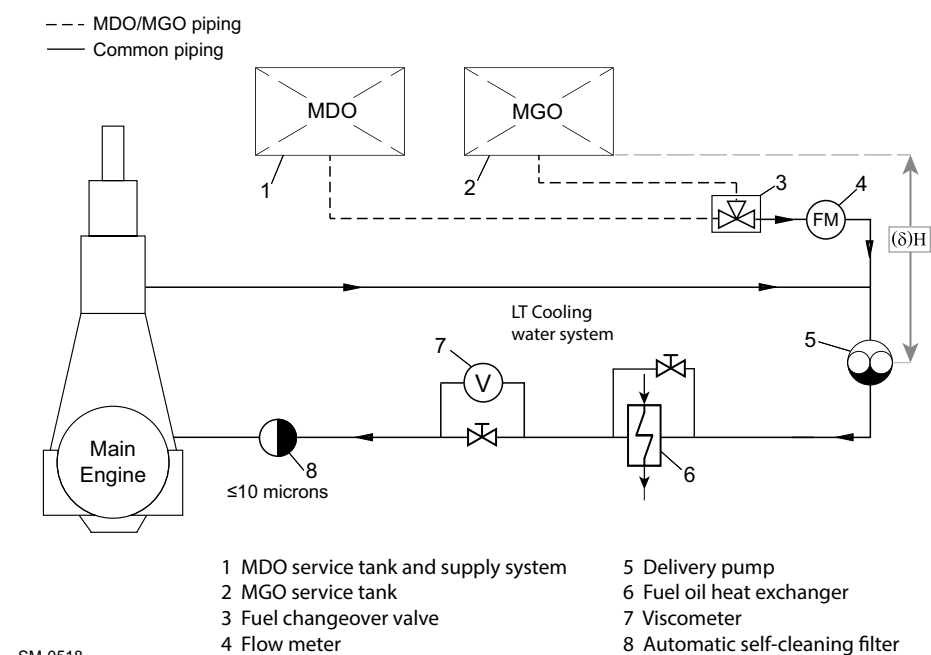 MDO/MGO piping
Common piping
MDO
MGO
1
2
3
4
FM
(δ)H
LT Cooling
water system
5
7
V
6
8
≤10 microns
Main
Engine
1 MDO service tank and supply system
2 MGO service tank
3 Fuel changeover valve
4 Flow meter
5 Delivery pump
6 Fuel oil heat exchanger
7 Viscometer
8 Automatic self-cleaning filter
SM-0518